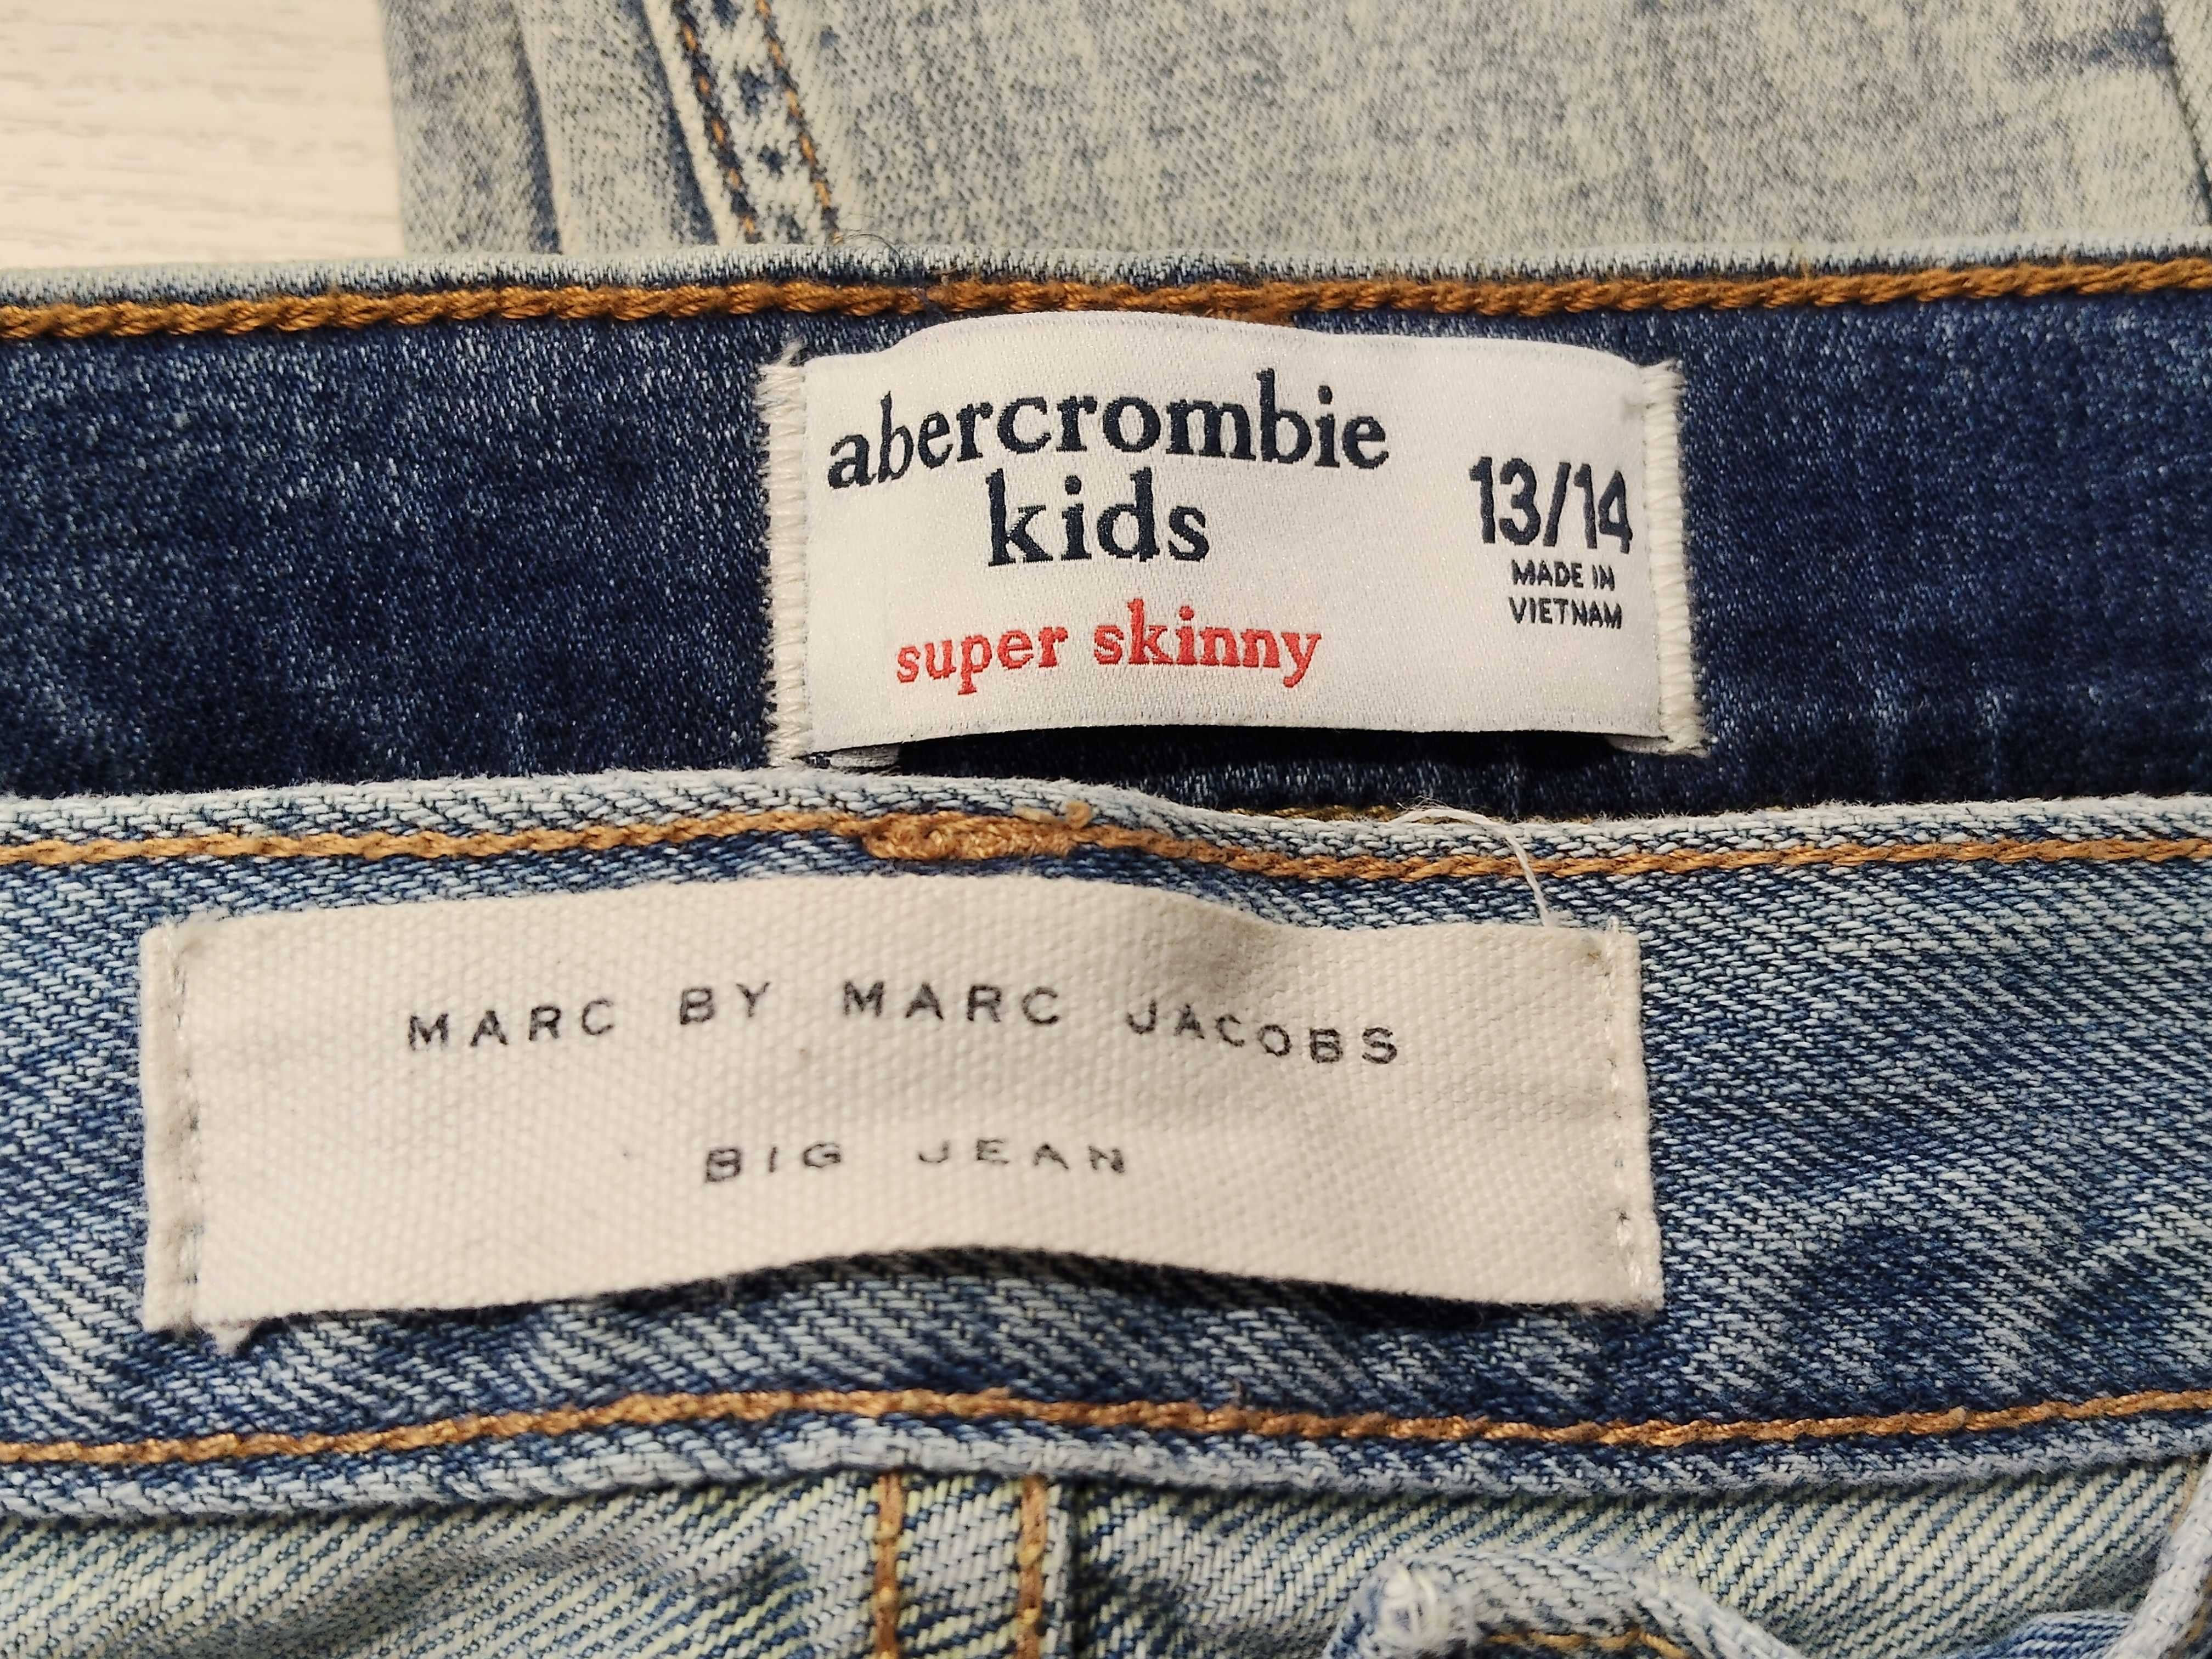 abercrombie
kids
super skinny
13/14
MADE IN
VIETNAM
MARC BY MARC JACOBS
BIG JEAN